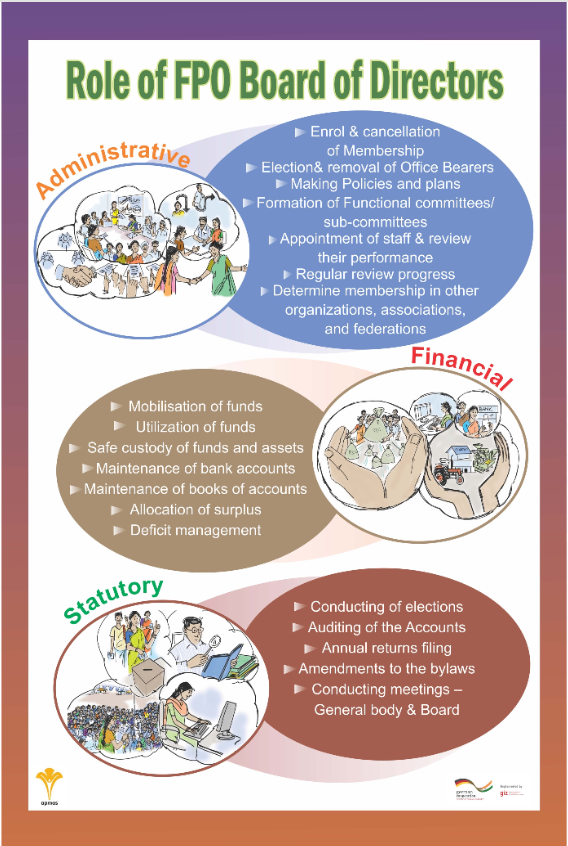 Role of FPO Board of Directors
Administrative
Enrol & cancellation
of Membership
Election& removal of Office Bearers
Making Policies and plans
Formation of Functional committees/
sub-committees
Appointment of staff & review
their performance
Regular review progress
Determine membership in other
organizations, associations,
and federations
Financial
BANK
Mobilisation of funds
Utilization of funds
Safe custody of funds and assets
Maintenance of bank accounts
Maintenance of books of accounts
Allocation of surplus
Deficit management
Statutory
Conducting of elections
Auditing of the Accounts
Annual returns filing
Amendments to the bylaws
Conducting meetings –
General body & Board
apmas
german
cooperation
Implemented by
giz